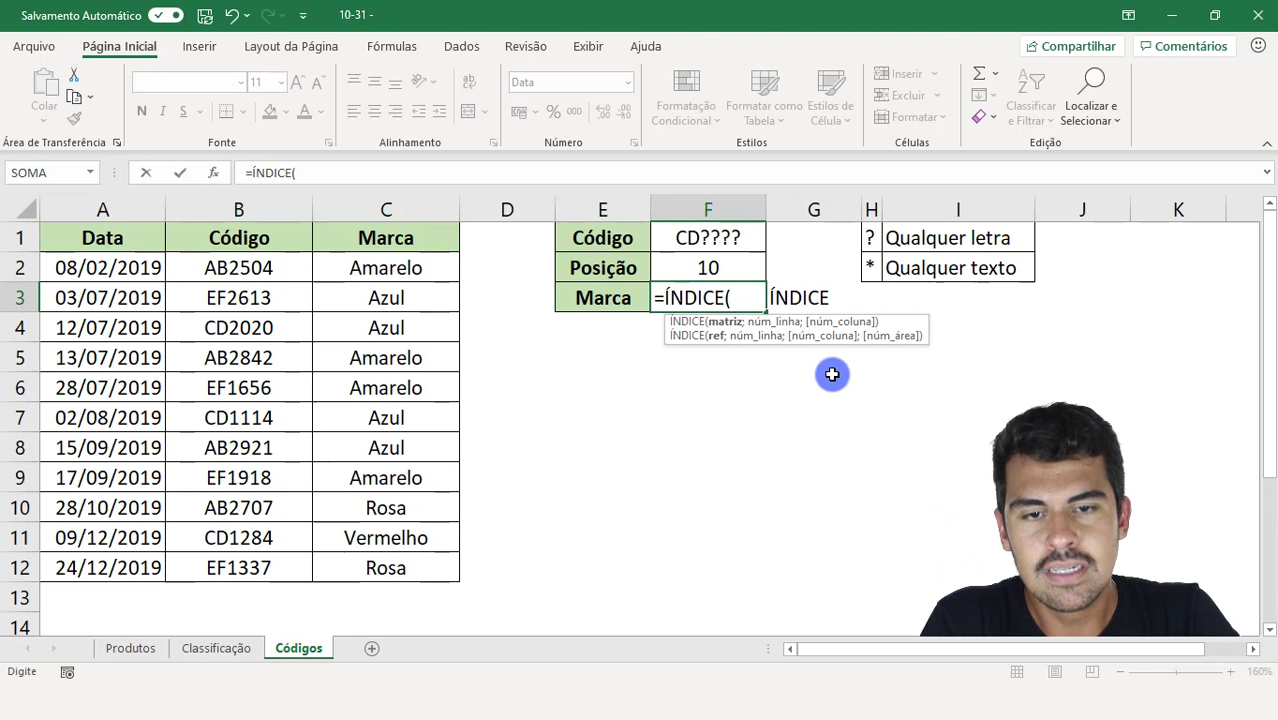 Salvamento Automático 10-31 -
Arquivo Página Inicial Inserir Layout da Página Fórmulas Dados Revisão Exibir Ajuda Compartilhar Comentários
11 Data Inserir
Colar N I S % 000 Formatação Formatar como Estilos de Excluir Classificar Localizar e
Condicional Tabela Célula Formatar e Filtrar Selecionar
Área de Transferência Fonte Alinhamento Número Estilos Células Edição
SOMA fx =ÍNDICE(
A B C D E F G H I J K
1 Data Código Marca Código CD???? ? Qualquer letra
2 08/02/2019 AB2504 Amarelo Posição 10 * Qualquer texto
3 03/07/2019 EF2613 Azul Marca =ÍNDICE( ÍNDICE
ÍNDICE(matriz; núm_linha; [núm_coluna])
4 12/07/2019 CD2020 Azul
ÍNDICE(ref; núm_linha; [núm_coluna]; [núm_área])
5 13/07/2019 AB2842 Amarelo
6 28/07/2019 EF1656 Amarelo
7 02/08/2019 CD1114 Azul
8 15/09/2019 AB2921 Azul
9 17/09/2019 EF1918 Amarelo
10 28/10/2019 AB2707 Rosa
11 09/12/2019 CD1284 Vermelho
12 24/12/2019 EF1337 Rosa
13
14
Produtos Classificação Códigos
Digite 160%